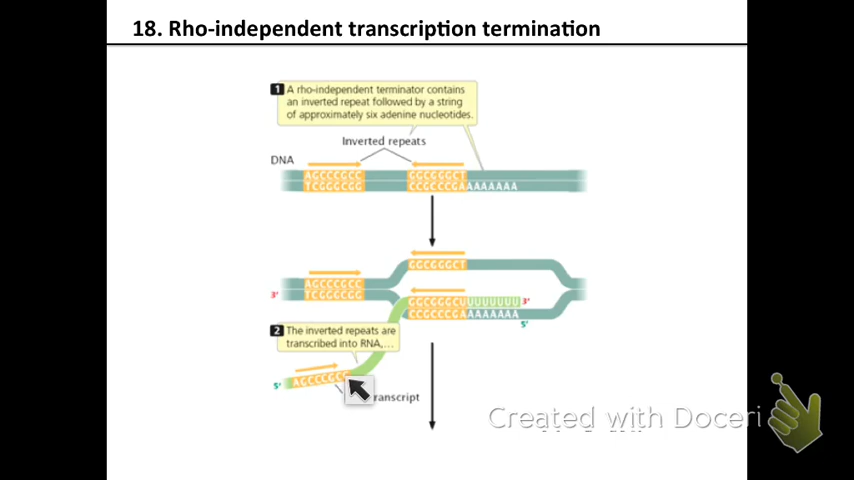 18. Rho-independent transcription termination
1 A rho-independent terminator contains
an inverted repeat followed by a string
of approximately six adenine nucleotides.
Inverted repeats
DNA
AGCCCGCC GGCGGGCT
TCGGGCGG CCGCCCGAAAAAAAA
GGCGGGCT
AGCCCGCC
3' TCGGGCGG GGCGGGCUUUUUUUU 3'
CCGCCCGAAAAAAAA 5'
2 The inverted repeats are
transcribed into RNA,...
5' AGCCCGCC
transcript
Created with Doceri